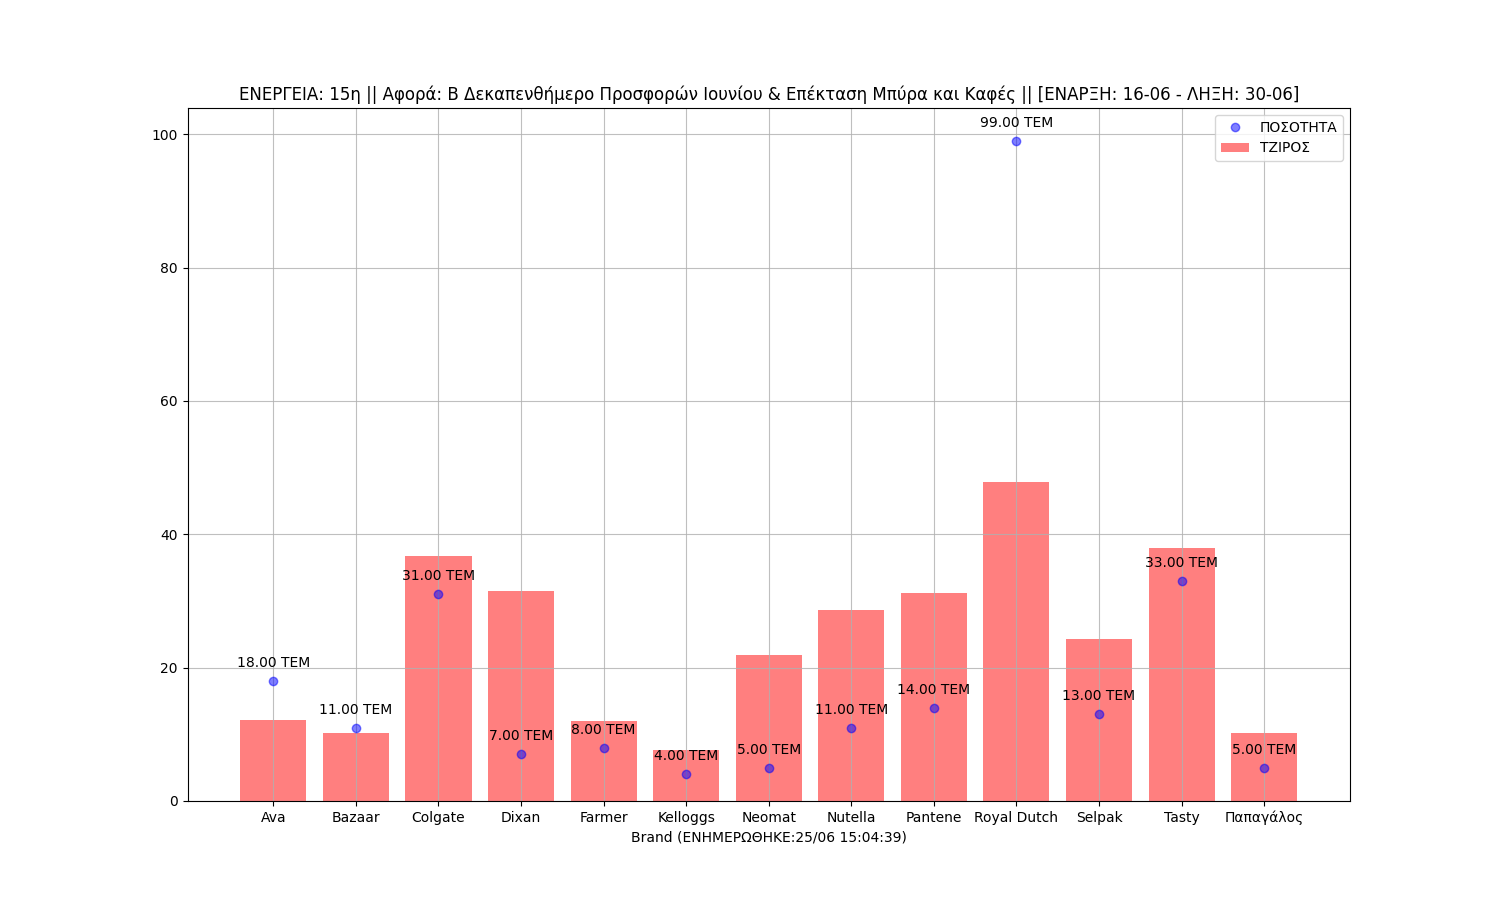 ΕΝΕΡΓΕΙΑ: 15η || Αφορά: Β Δεκαπενθήμερο Προσφορών Ιουνίου & Επέκταση Μπύρα και Καφές || [ΕΝΑΡΞΗ: 16-06 - ΛΗΞΗ: 30-06]
ΠΟΣΟΤΗΤΑ
ΤΖΙΡΟΣ
100
80
60
40
20
0
18.00 TEM
11.00 TEM
31.00 TEM
7.00 TEM
8.00 TEM
4.00 TEM
5.00 TEM
11.00 TEM
14.00 TEM
99.00 TEM
13.00 TEM
33.00 TEM
5.00 TEM
Ava Bazaar Colgate Dixan Farmer Kelloggs Neomat Nutella Pantene Royal Dutch Selpak Tasty Παπαγάλος
Brand (ΕΝΗΜΕΡΩΘΗΚΕ:25/06 15:04:39)